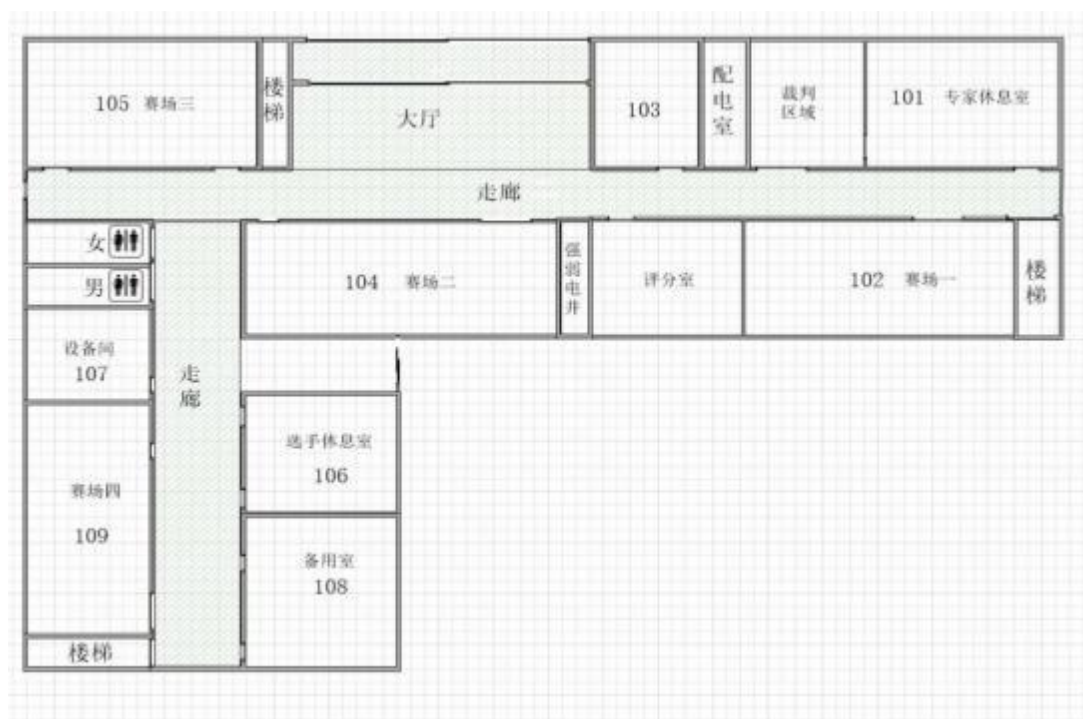 105 赛场三
楼梯
大厅
103
配电室
裁判
区域
101 专家休息室
走廊
女
男
104 赛场二
强弱电井
评分室
102 赛场一
楼梯
设备间
107
走廊
选手休息室
106
赛场四
109
备用室
108
楼梯